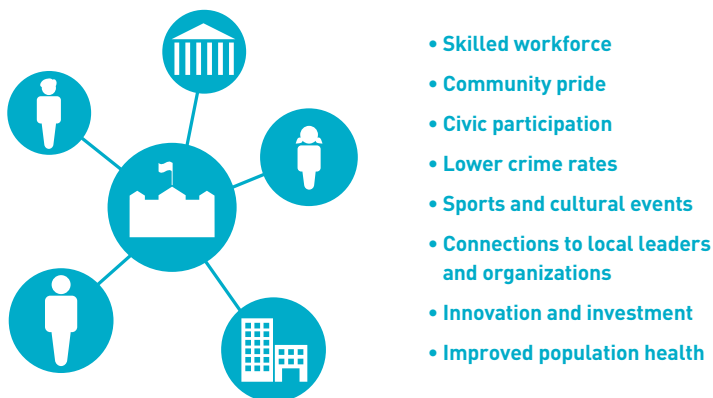 • Skilled workforce
• Community pride
• Civic participation
• Lower crime rates
• Sports and cultural events
• Connections to local leaders
and organizations
• Innovation and investment
• Improved population health